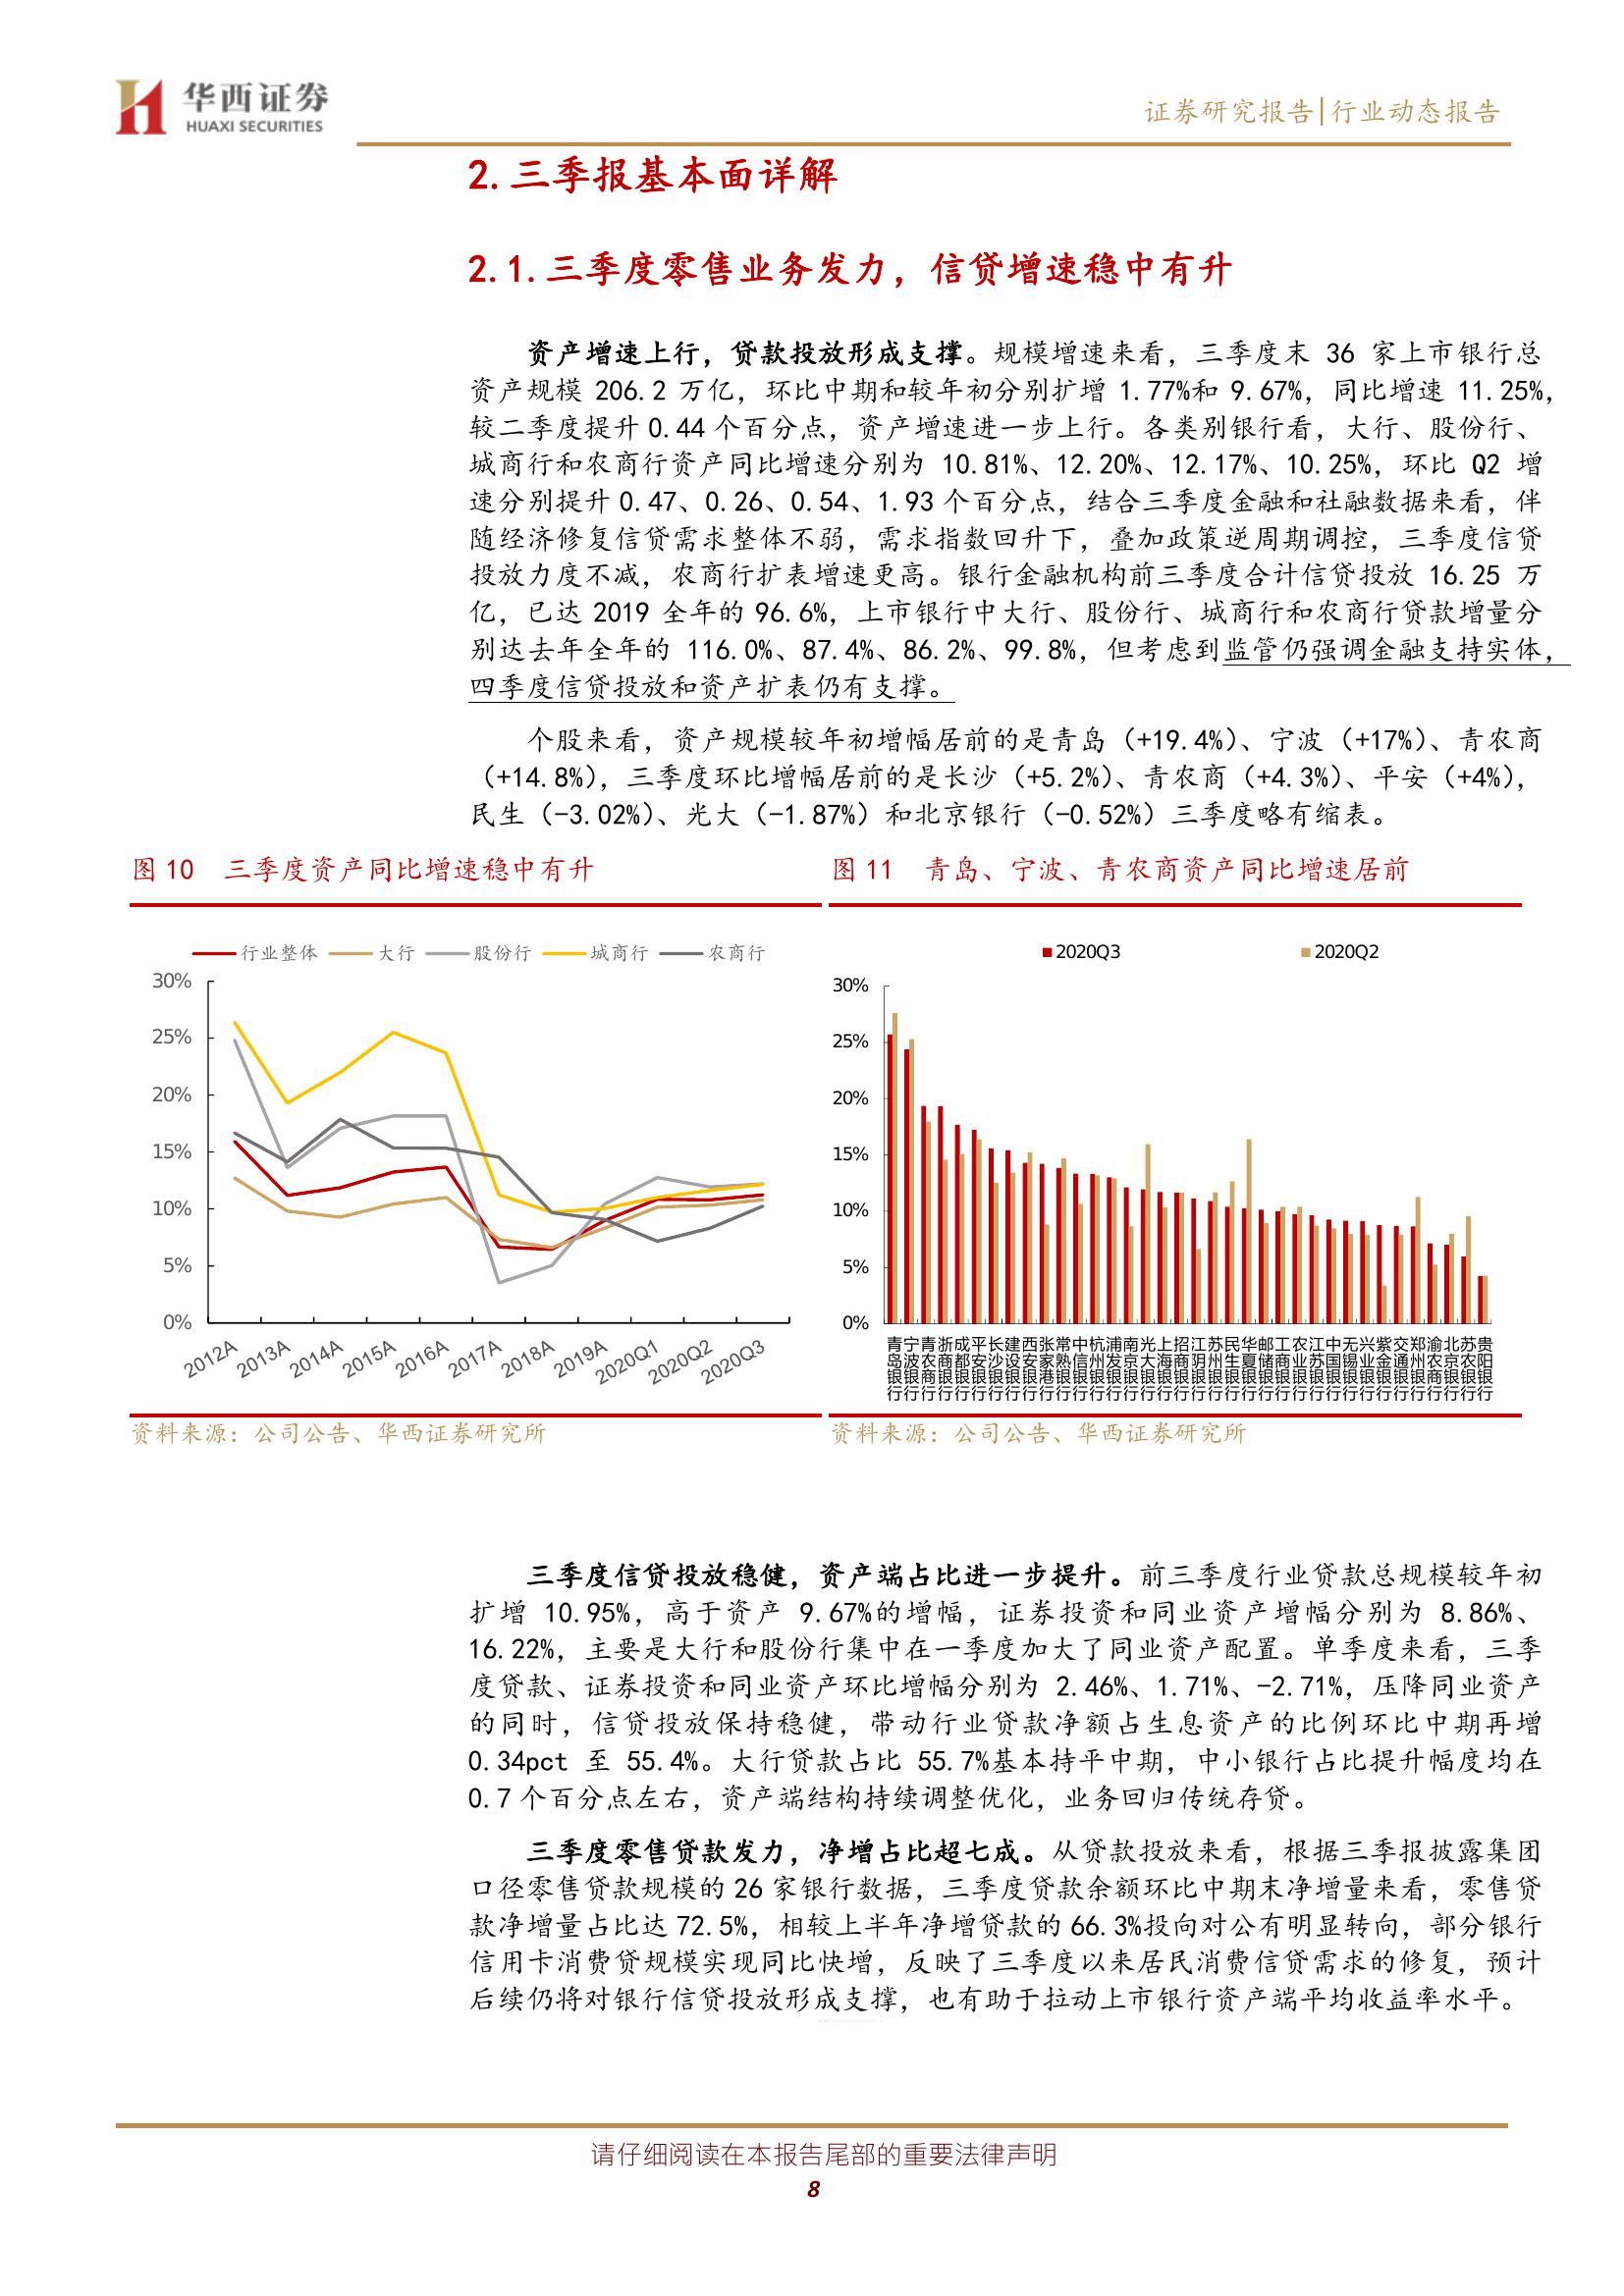 华西证券
HUAXI SECURITIES
证券研究报告|行业动态报告
2.三季报基本面详解
2.1.三季度零售业务发力，信贷增速稳中有升
资产增速上行，贷款投放形成支撑。规模增速来看，三季度末 36 家上市银行总
资产规模 206.2 万亿，环比中期和较年初分别扩增 1.77%和 9.67%，同比增速 11.25%，
较二季度提升 0.44 个百分点，资产增速进一步上行。各类别银行看，大行、股份行、
城商行和农商行资产同比增速分别为 10.81%、12.20%、12.17%、10.25%，环比 Q2 增
速分别提升 0.47、0.26、0.54、1.93 个百分点，结合三季度金融和社融数据来看，伴
随经济修复信贷需求整体不弱，需求指数回升下，叠加政策逆周期调控，三季度信贷
投放力度不减，农商行扩表增速更高。银行金融机构前三季度合计信贷投放 16.25 万
亿，已达 2019 全年的 96.6%，上市银行中大行、股份行、城商行和农商行贷款增量分
别达去年全年的 116.0%、87.4%、86.2%、99.8%，但考虑到监管仍强调金融支持实体，
四季度信贷投放和资产扩表仍有支撑。
个股来看，资产规模较年初增幅居前的是青岛（+19.4%）、宁波（+17%）、青农商
（+14.8%），三季度环比增幅居前的是长沙（+5.2%）、青农商（+4.3%）、平安（+4%），
民生（-3.02%）、光大（-1.87%）和北京银行（-0.52%）三季度略有缩表。
图 10 三季度资产同比增速稳中有升
行业整体 大行 股份行 城商行 农商行
30%
25%
20%
15%
10%
5%
0%
2012A 2013A 2014A 2015A 2016A 2017A 2018A 2019A 2020Q1 2020Q2 2020Q3
资料来源：公司公告、华西证券研究所
图 11 青岛、宁波、青农商资产同比增速居前
2020Q3 2020Q2
30%
25%
20%
15%
10%
5%
0%
青岛银行 宁波银行 青农商行 浙商银行 成都银行 平安银行 长沙银行 建设银行 西安银行 张家港行 常熟银行 中信银行 杭州银行 浦发银行 南京银行 光大银行 上海银行 招商银行 江阴银行 苏州银行 民生银行 华夏银行 邮储银行 工商银行 农业银行 江苏银行 中国银行 无锡银行 兴业银行 紫金银行 交通银行 郑州银行 渝农商行 北京银行 苏农银行 贵阳银行
资料来源：公司公告、华西证券研究所
三季度信贷投放稳健，资产端占比进一步提升。前三季度行业贷款总规模较年初
扩增 10.95%，高于资产 9.67%的增幅，证券投资和同业资产增幅分别为 8.86%、
16.22%，主要是大行和股份行集中在一季度加大了同业资产配置。单季度来看，三季
度贷款、证券投资和同业资产环比增幅分别为 2.46%、1.71%、-2.71%，压降同业资产
的同时，信贷投放保持稳健，带动行业贷款净额占生息资产的比例环比中期再增
0.34pct 至 55.4%。大行贷款占比 55.7%基本持平中期，中小银行占比提升幅度均在
0.7 个百分点左右，资产端结构持续调整优化，业务回归传统存贷。
三季度零售贷款发力，净增占比超七成。从贷款投放来看，根据三季报披露集团
口径零售贷款规模的 26 家银行数据，三季度贷款余额环比中期末净增量来看，零售贷
款净增量占比达 72.5%，相较上半年净增贷款的 66.3%投向对公有明显转向，部分银行
信用卡消费贷规模实现同比快增，反映了三季度以来居民消费信贷需求的修复，预计
后续仍将对银行信贷投放形成支撑，也有助于拉动上市银行资产端平均收益率水平。
请仔细阅读在本报告尾部的重要法律声明
8